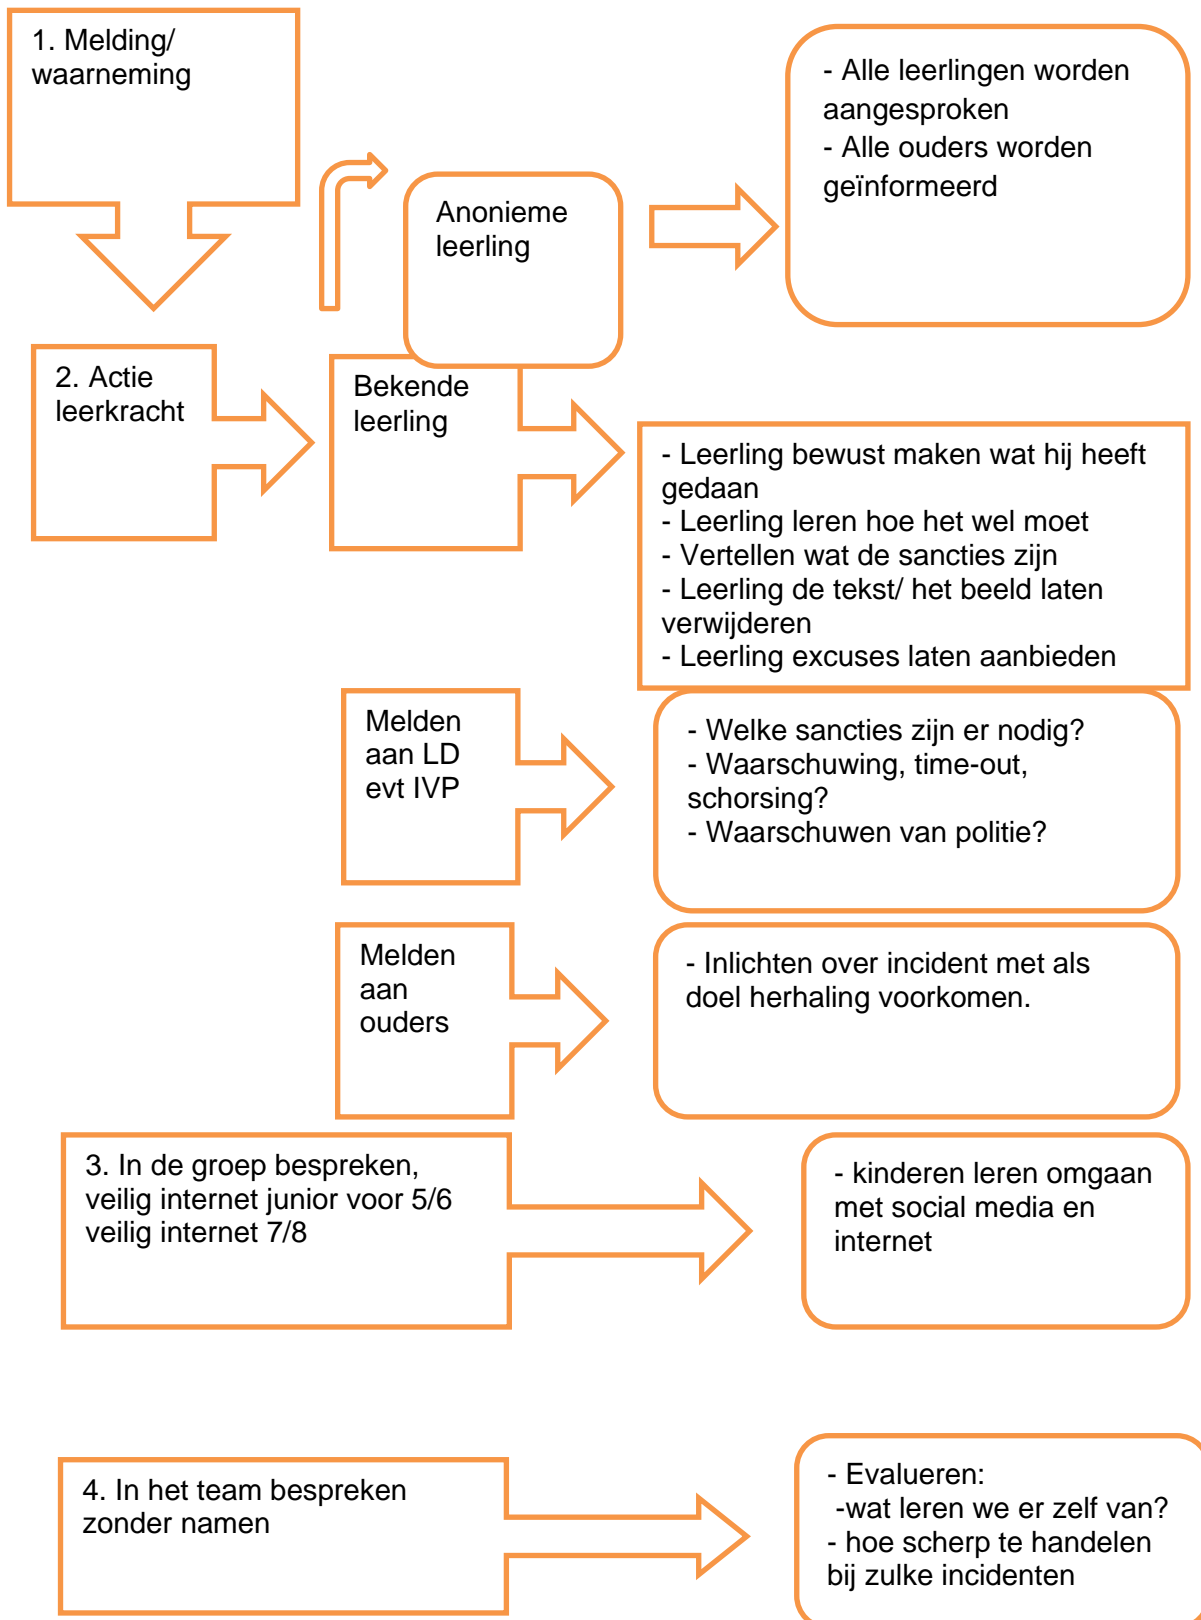 1. Melding/
waarneming
- Alle leerlingen worden
aangesproken
- Alle ouders worden
geïnformeerd
Anonieme
leerling
2. Actie
leerkracht
Bekende
leerling
- Leerling bewust maken wat hij heeft
gedaan
- Leerling leren hoe het wel moet
- Vertellen wat de sancties zijn
- Leerling de tekst/ het beeld laten
verwijderen
- Leerling excuses laten aanbieden
Melden
aan LD
evt IVP
- Welke sancties zijn er nodig?
- Waarschuwing, time-out,
schorsing?
- Waarschuwen van politie?
Melden
aan
ouders
- Inlichten over incident met als
doel herhaling voorkomen.
3. In de groep bespreken,
veilig internet junior voor 5/6
veilig internet 7/8
- kinderen leren omgaan
met social media en
internet
4. In het team bespreken
zonder namen
- Evalueren:
-wat leren we er zelf van?
- hoe scherp te handelen
bij zulke incidenten